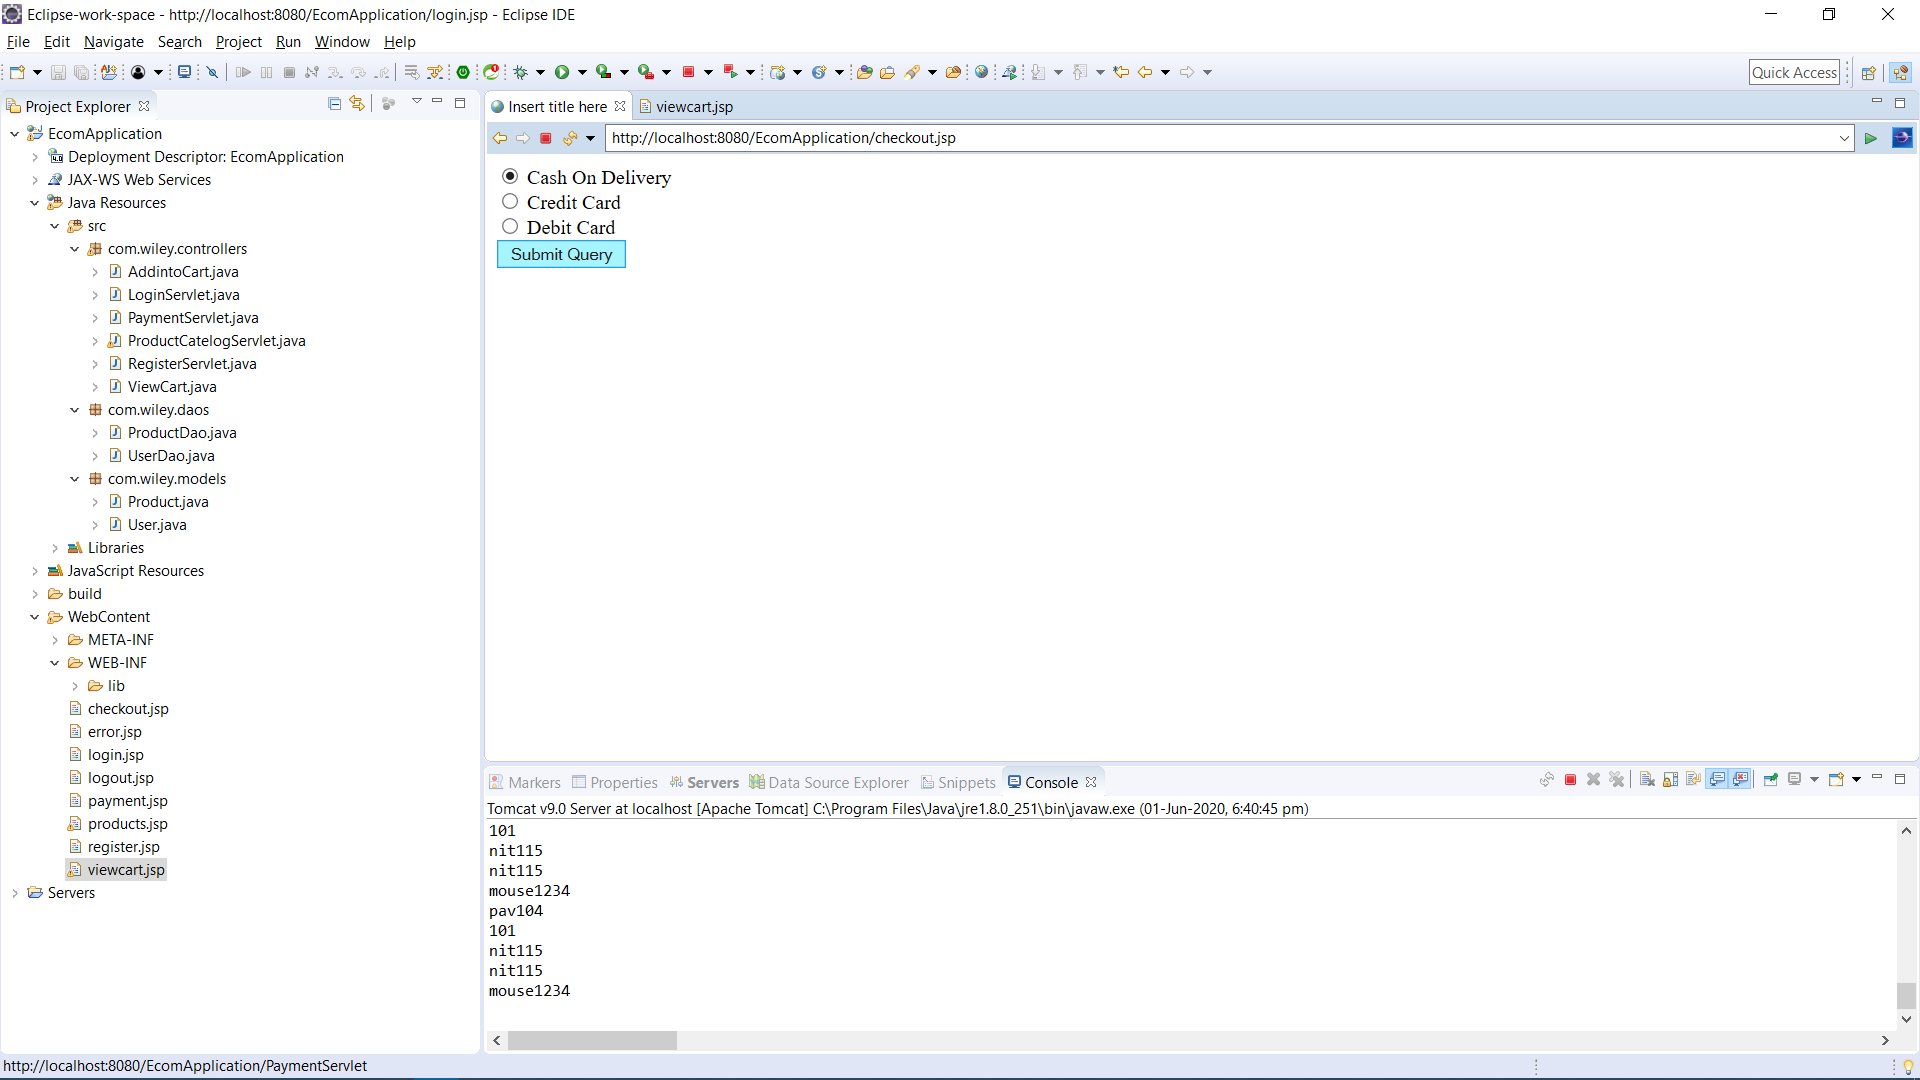 Eclipse-work-space - http://localhost:8080/EcomApplication/login.jsp - Eclipse IDE
File Edit Navigate Search Project Run Window Help
Quick Access
Project Explorer
EcomApplication
Deployment Descriptor: EcomApplication
JAX-WS Web Services
Java Resources
src
com.wiley.controllers
AddintoCart.java
LoginServlet.java
PaymentServlet.java
ProductCatelogServlet.java
RegisterServlet.java
ViewCart.java
com.wiley.daos
ProductDao.java
UserDao.java
com.wiley.models
Product.java
User.java
Libraries
JavaScript Resources
build
WebContent
META-INF
WEB-INF
lib
checkout.jsp
error.jsp
login.jsp
logout.jsp
payment.jsp
products.jsp
register.jsp
viewcart.jsp
Servers
Insert title here viewcart.jsp
http://localhost:8080/EcomApplication/checkout.jsp
Cash On Delivery
Credit Card
Debit Card
Submit Query
Markers Properties Servers Data Source Explorer Snippets Console
Tomcat v9.0 Server at localhost [Apache Tomcat] C:\Program Files\Java\jre1.8.0_251\bin\javaw.exe (01-Jun-2020, 6:40:45 pm)
101
nit115
nit115
mouse1234
pav104
101
nit115
nit115
mouse1234
http://localhost:8080/EcomApplication/PaymentServlet